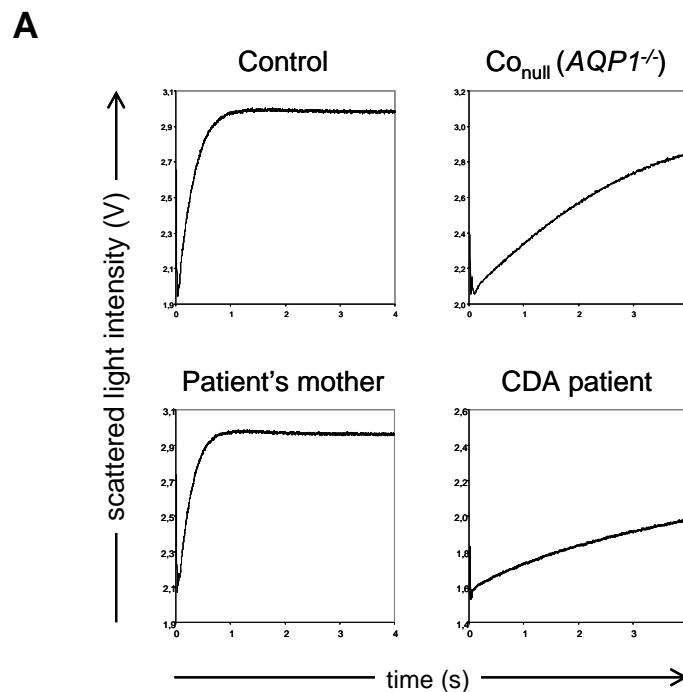 A
Control
Co_null (AQP1-/-)
3,1
2,9
2,7
2,5
2,3
2,1
1,9
0 1 2 3 4
3,2
3,0
2,8
2,6
2,4
2,2
2,0
0 1 2 3
Patient's mother
CDA patient
3,1
2,9
2,7
2,5
2,3
2,1
1,9
0 1 2 3 4
2,6
2,4
2,2
2,0
1,8
1,6
1,4
0 1 2 3
scattered light intensity (V)
time (s)